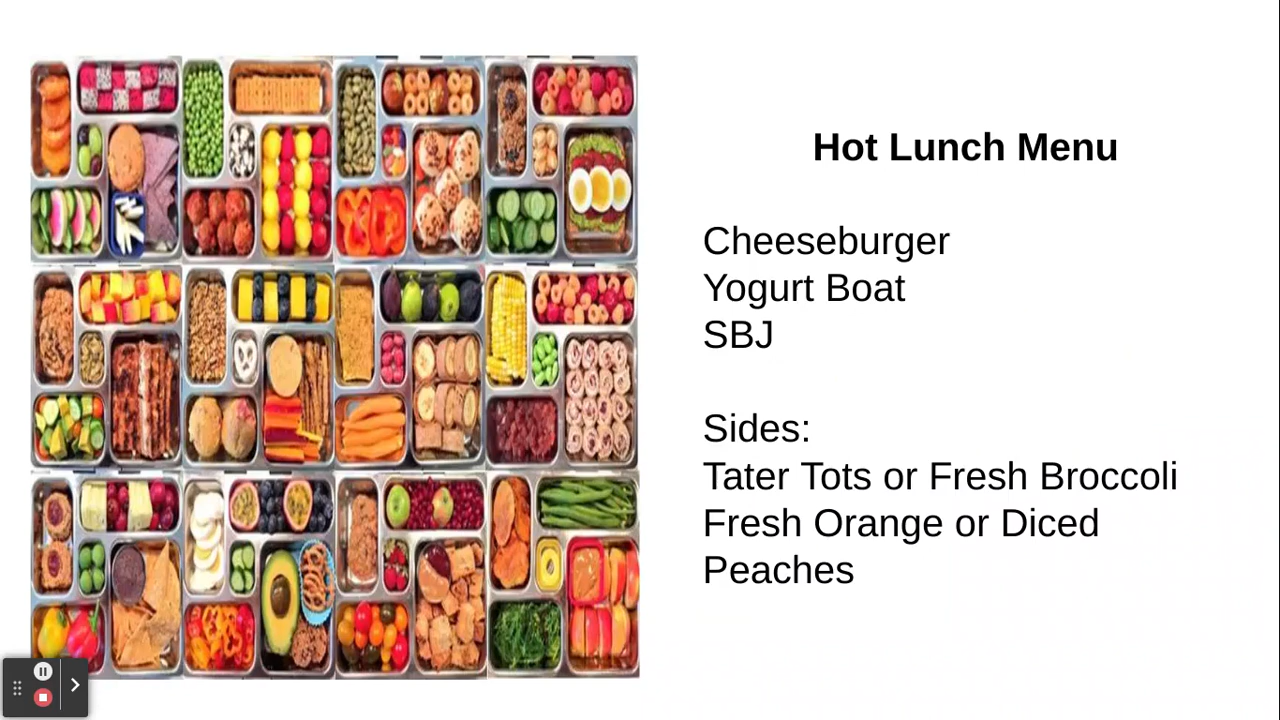 Hot Lunch Menu
Cheeseburger
Yogurt Boat
SBJ
Sides:
Tater Tots or Fresh Broccoli
Fresh Orange or Diced
Peaches